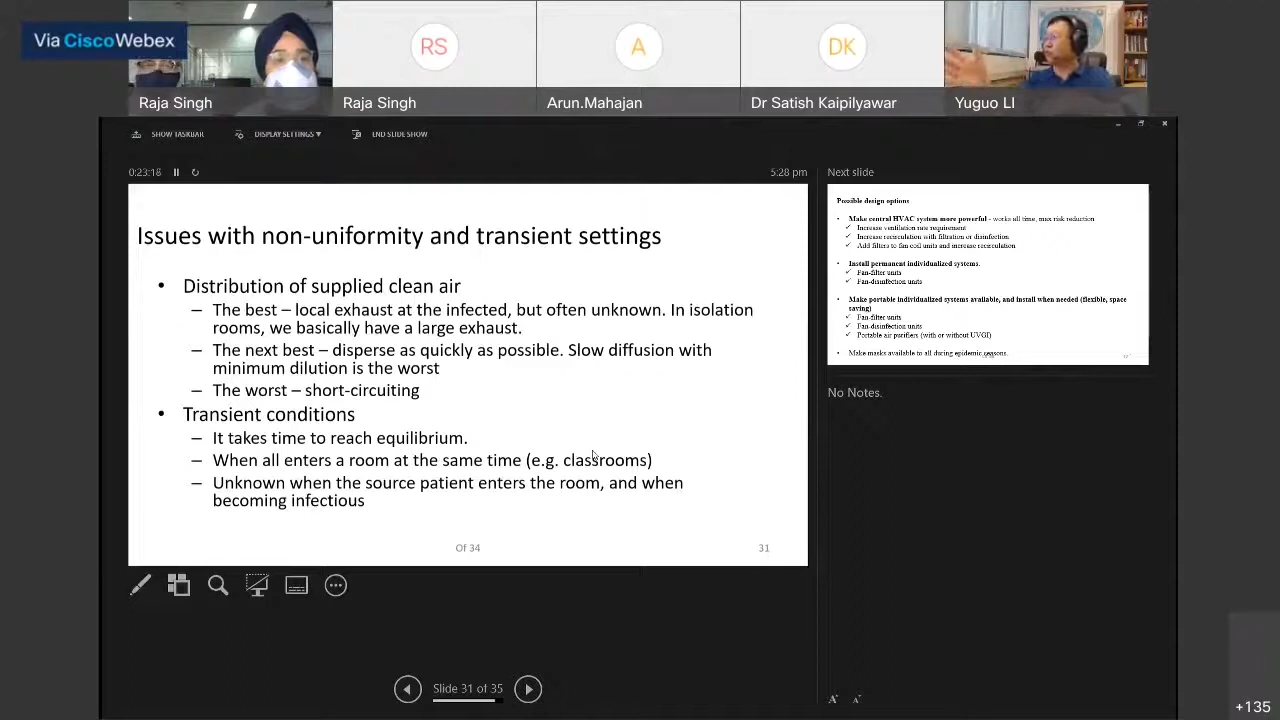 Via Cisco Webex
RS
A
DK
Raja Singh
Raja Singh
Arun.Mahajan
Dr Satish Kaipilyawar
Yuguo LI
SHOW TASKBAR
DISPLAY SETTINGS ▼
END SLIDE SHOW
0:23:18
5:28 pm
Issues with non-uniformity and transient settings
• Distribution of supplied clean air
– The best – local exhaust at the infected, but often unknown. In isolation
rooms, we basically have a large exhaust.
– The next best – disperse as quickly as possible. Slow diffusion with
minimum dilution is the worst
– The worst – short-circuiting
• Transient conditions
– It takes time to reach equilibrium.
– When all enters a room at the same time (e.g. classrooms)
– Unknown when the source patient enters the room, and when
becoming infectious
Of 34
31
Next slide
Possible design options
• Make central HVAC system more powerful - works all time, max risk reduction
✓ Increase ventilation rate requirement
✓ Increase recirculation with filtration or disinfection
✓ Add filters to fan coil units and increase recirculation
• Install permanent individualized systems.
✓ Fan-filter units
✓ Fan-disinfection units
• Make portable individualized systems available, and install when needed (flexible, space
saving)
✓ Fan-filter units
✓ Fan-disinfection units
✓ Portable air purifiers (with or without UVGI)
• Make masks available to all during epidemic seasons.
No Notes.
Slide 31 of 35
A A
+135